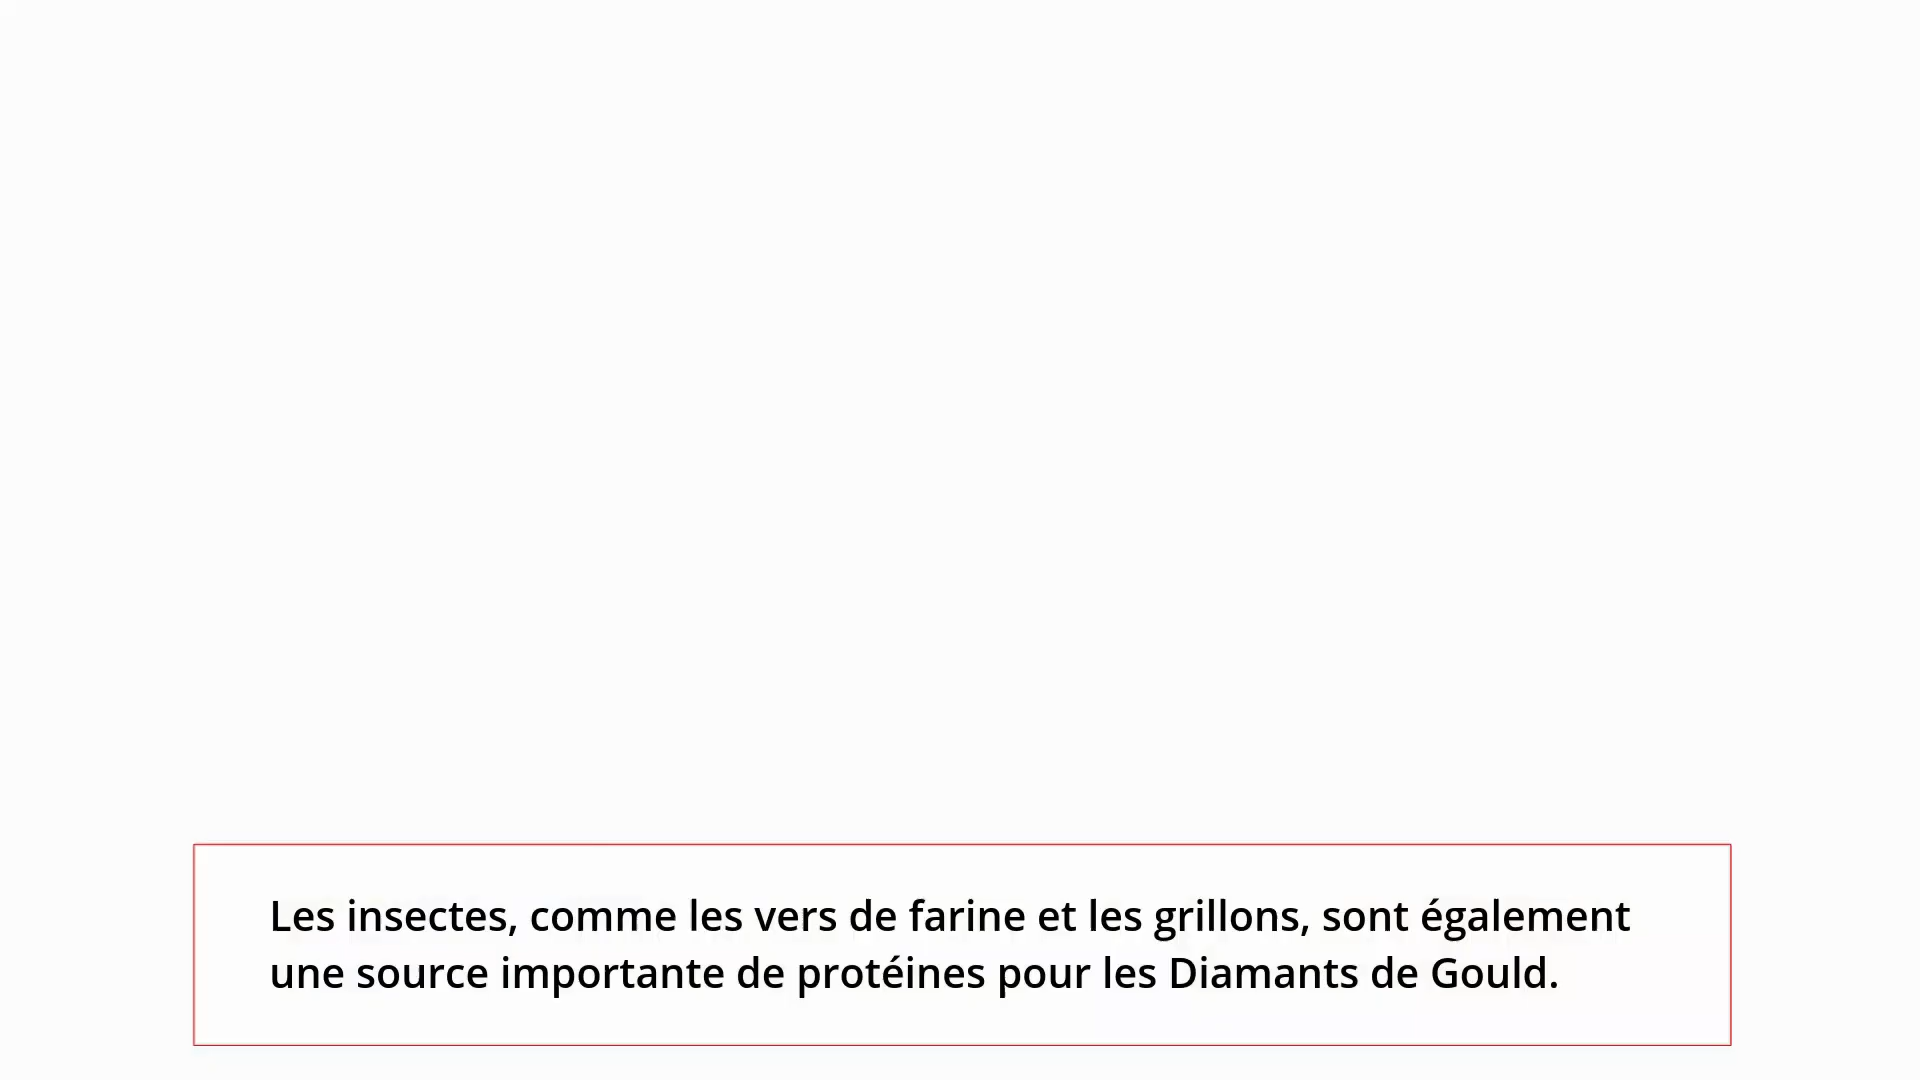 Les insectes, comme les vers de farine et les grillons, sont également
une source importante de protéines pour les Diamants de Gould.